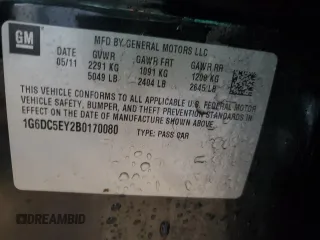 GM
MFD BY GENERAL MOTORS LLC
DATE GVWR GAWR FRT GAWR RR
05/11 2291 KG 1091 KG 1200 KG
5049 LB 2404 LB 2645 LB
THIS VEHICLE CONFORMS TO ALL APPLICABLE U.S. FEDERAL
SAFETY, BUMPER, AND THEFT PREVENTION STANDARDS
IN EFFECT ON THE DATE OF MANUFACTURE SHOWN ABOVE.
1G6DC5EY2B0170080
TYPE: PASS CAR
DREAMBID